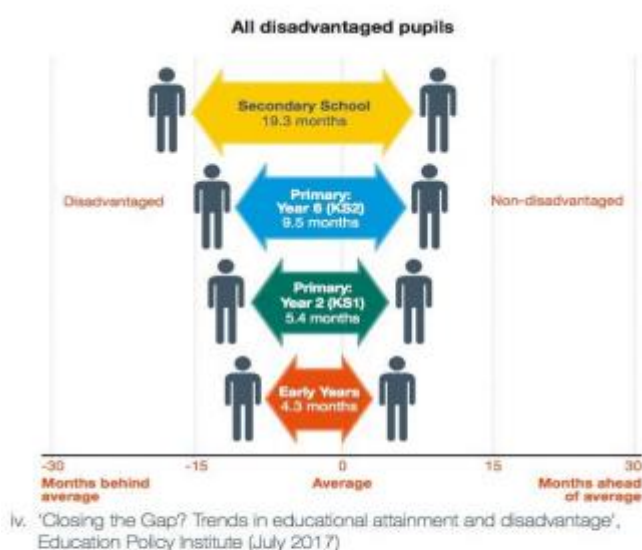 All disadvantaged pupils
Secondary School
19.3 months
Disadvantaged
Primary:
Year 6 (KS2)
9.5 months
Non-disadvantaged
Primary:
Year 2 (KS1)
5.4 months
Early Years
4.3 months
-30
-15
0
15
30
Months behind
average
Average
Months ahead
of average
iv. 'Closing the Gap? Trends in educational attainment and disadvantage',
Education Policy Institute (July 2017)